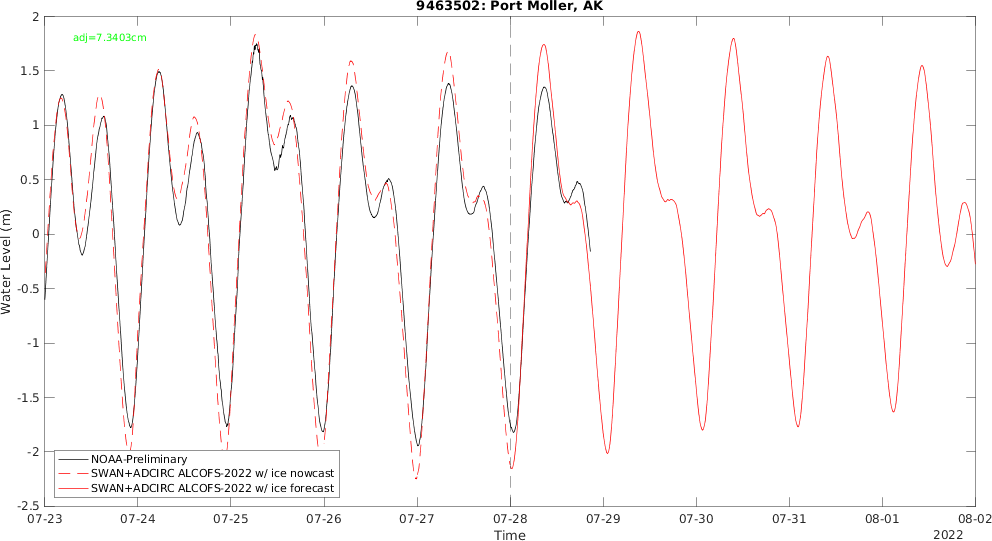 9463502: Port Moller, AK
adj=7.3403cm
2
1.5
1
0.5
0
-0.5
-1
-1.5
-2
-2.5
Water Level (m)
NOAA-Preliminary
SWAN+ADCIRC ALCOFS-2022 w/ ice nowcast
SWAN+ADCIRC ALCOFS-2022 w/ ice forecast
07-23 07-24 07-25 07-26 07-27 07-28 07-29 07-30 07-31 08-01 08-02
Time
2022